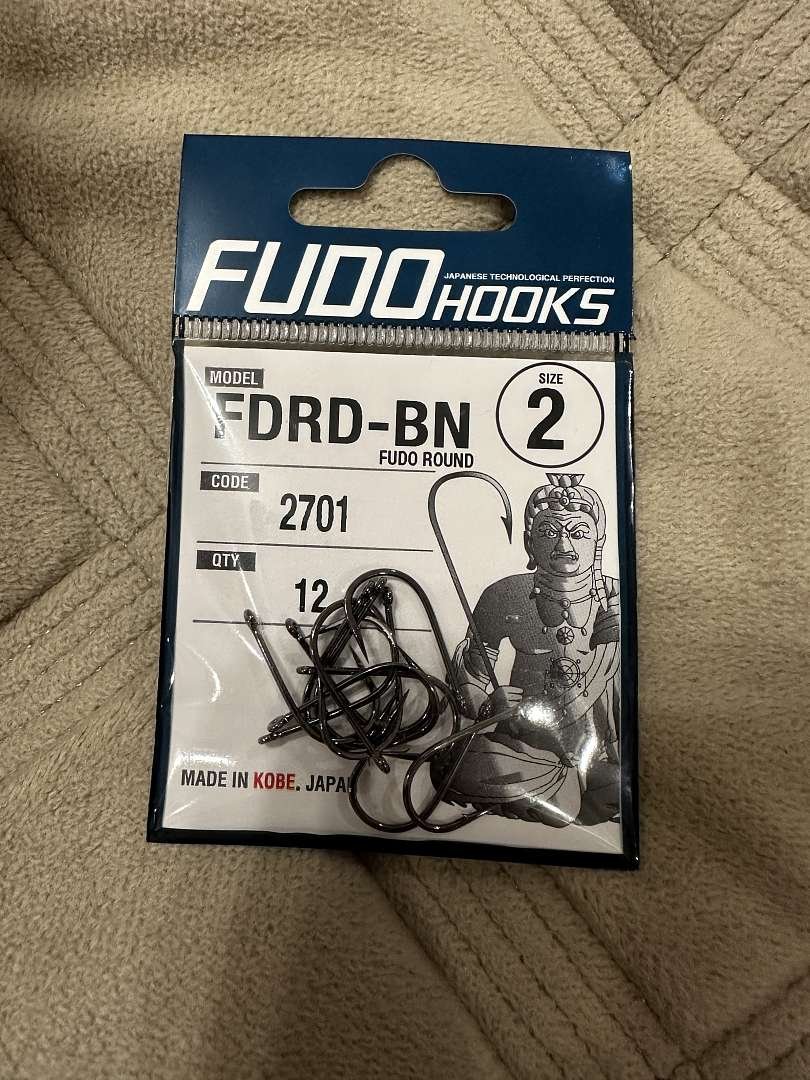 FUDO
JAPANESE TECHNOLOGICAL PERFECTION
HOOKS
MODEL
FDRD-BN
FUDO ROUND
SIZE
2
CODE
2701
QTY
12
MADE IN KOBE. JAPAN